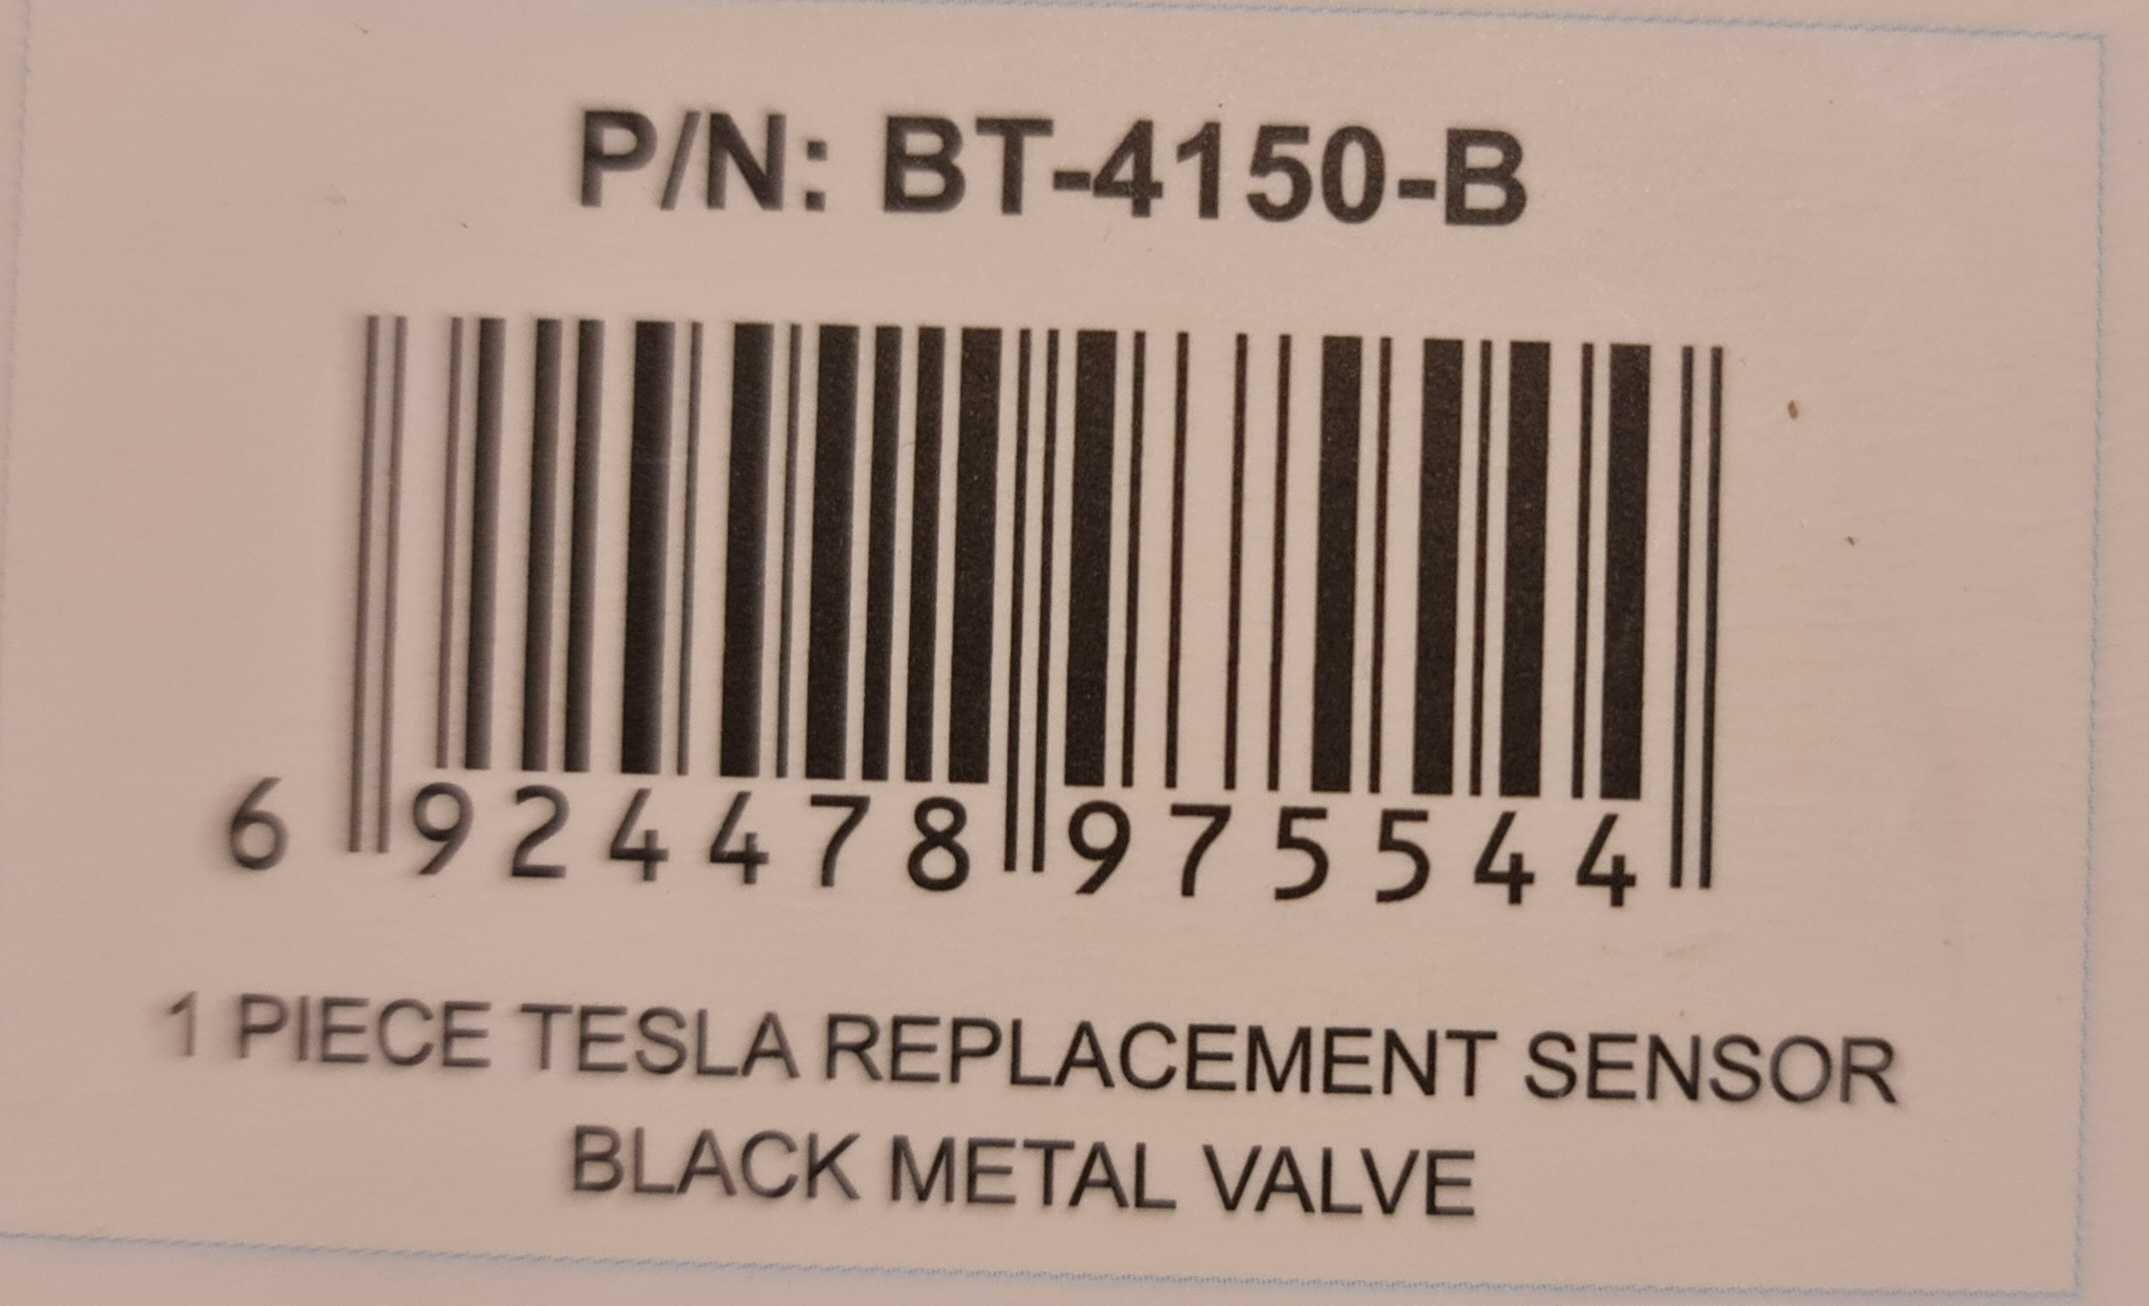 P/N: BT-4150-B
6 924478 975544
1 PIECE TESLA REPLACEMENT SENSOR
BLACK METAL VALVE